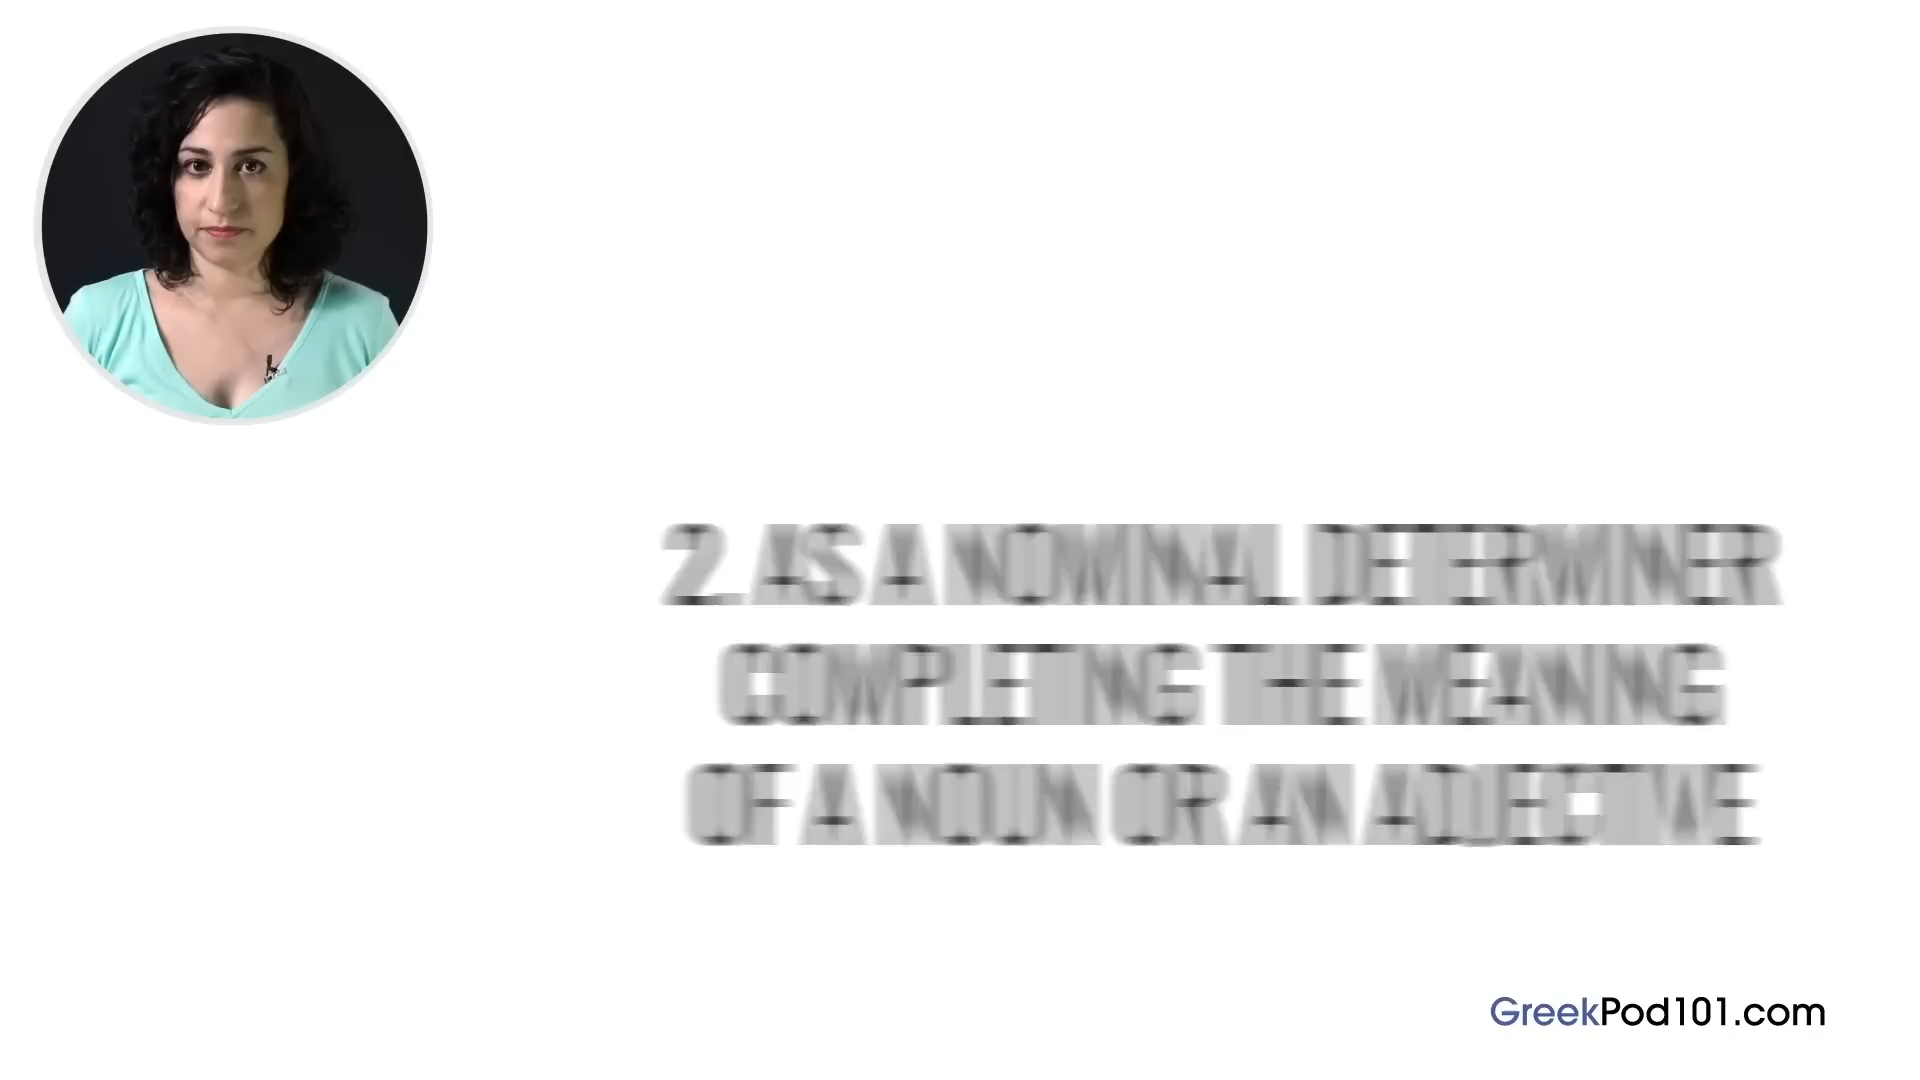 2. AS A NOMINAL DETERMINER
COMPLETING THE MEANING
OF A NOUN OR AN ADJECTIVE
GreekPod101.com